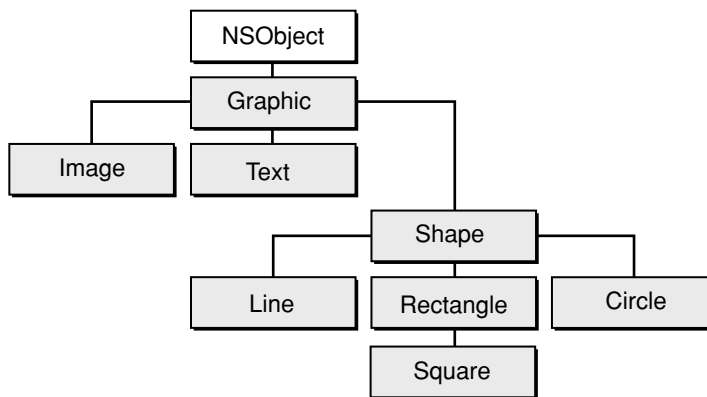 NSObject
Graphic
Image
Text
Shape
Line
Rectangle
Circle
Square